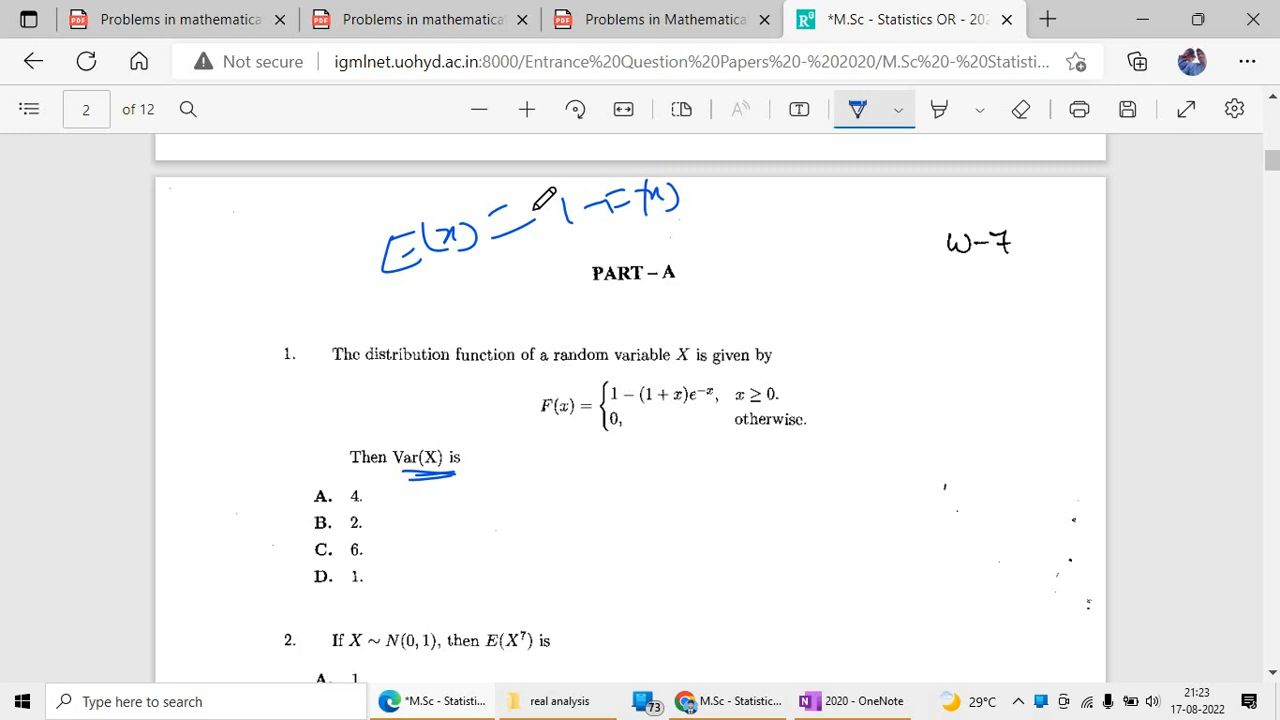 Problems in mathematica
Problems in mathematica
Problems in Mathematica
*M.Sc - Statistics OR - 202
Not secure
igmlnet.uohyd.ac.in:8000/Entrance%20Question%20Papers%20-%202020/M.Sc%20-%20Statisti...
2 of 12
E(x) = 1-F(x)
W-7
PART – A
1. The distribution function of a random variable X is given by
F(x) = { 1 − (1 + x)e^{−x}, x ≥ 0.
0, otherwise.
Then Var(X) is
A. 4.
B. 2.
C. 6.
D. 1.
2. If X ∼ N(0, 1), then E(X⁷) is
A. 1
Type here to search
*M.Sc - Statisti...
real analysis
73
M.Sc - Statistic...
2020 - OneNote
29°C
21:23
17-08-2022